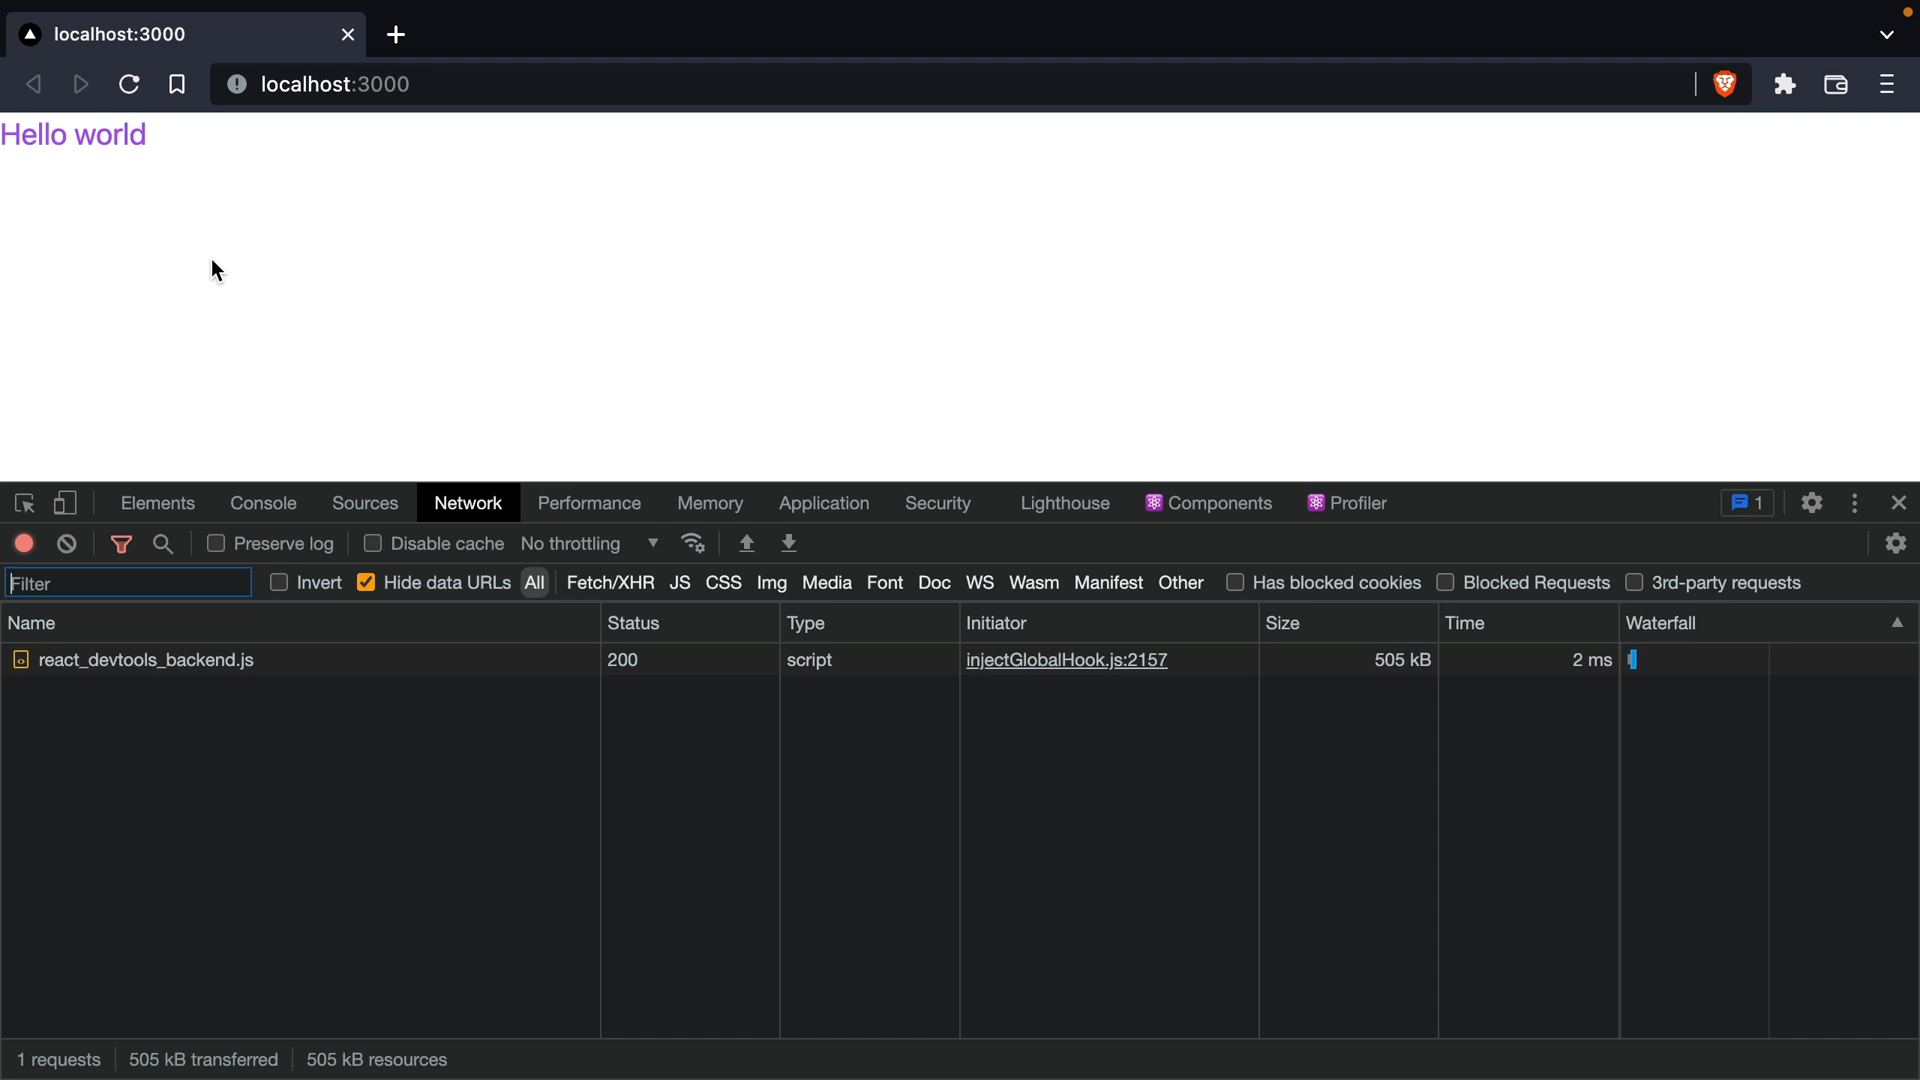 localhost:3000
localhost:3000
Hello world
Elements Console Sources Network Performance Memory Application Security Lighthouse Components Profiler 1
Preserve log Disable cache No throttling
Filter Invert Hide data URLs All Fetch/XHR JS CSS Img Media Font Doc WS Wasm Manifest Other Has blocked cookies Blocked Requests 3rd-party requests
Name Status Type Initiator Size Time Waterfall
react_devtools_backend.js 200 script injectGlobalHook.js:2157 505 kB 2 ms
1 requests 505 kB transferred 505 kB resources